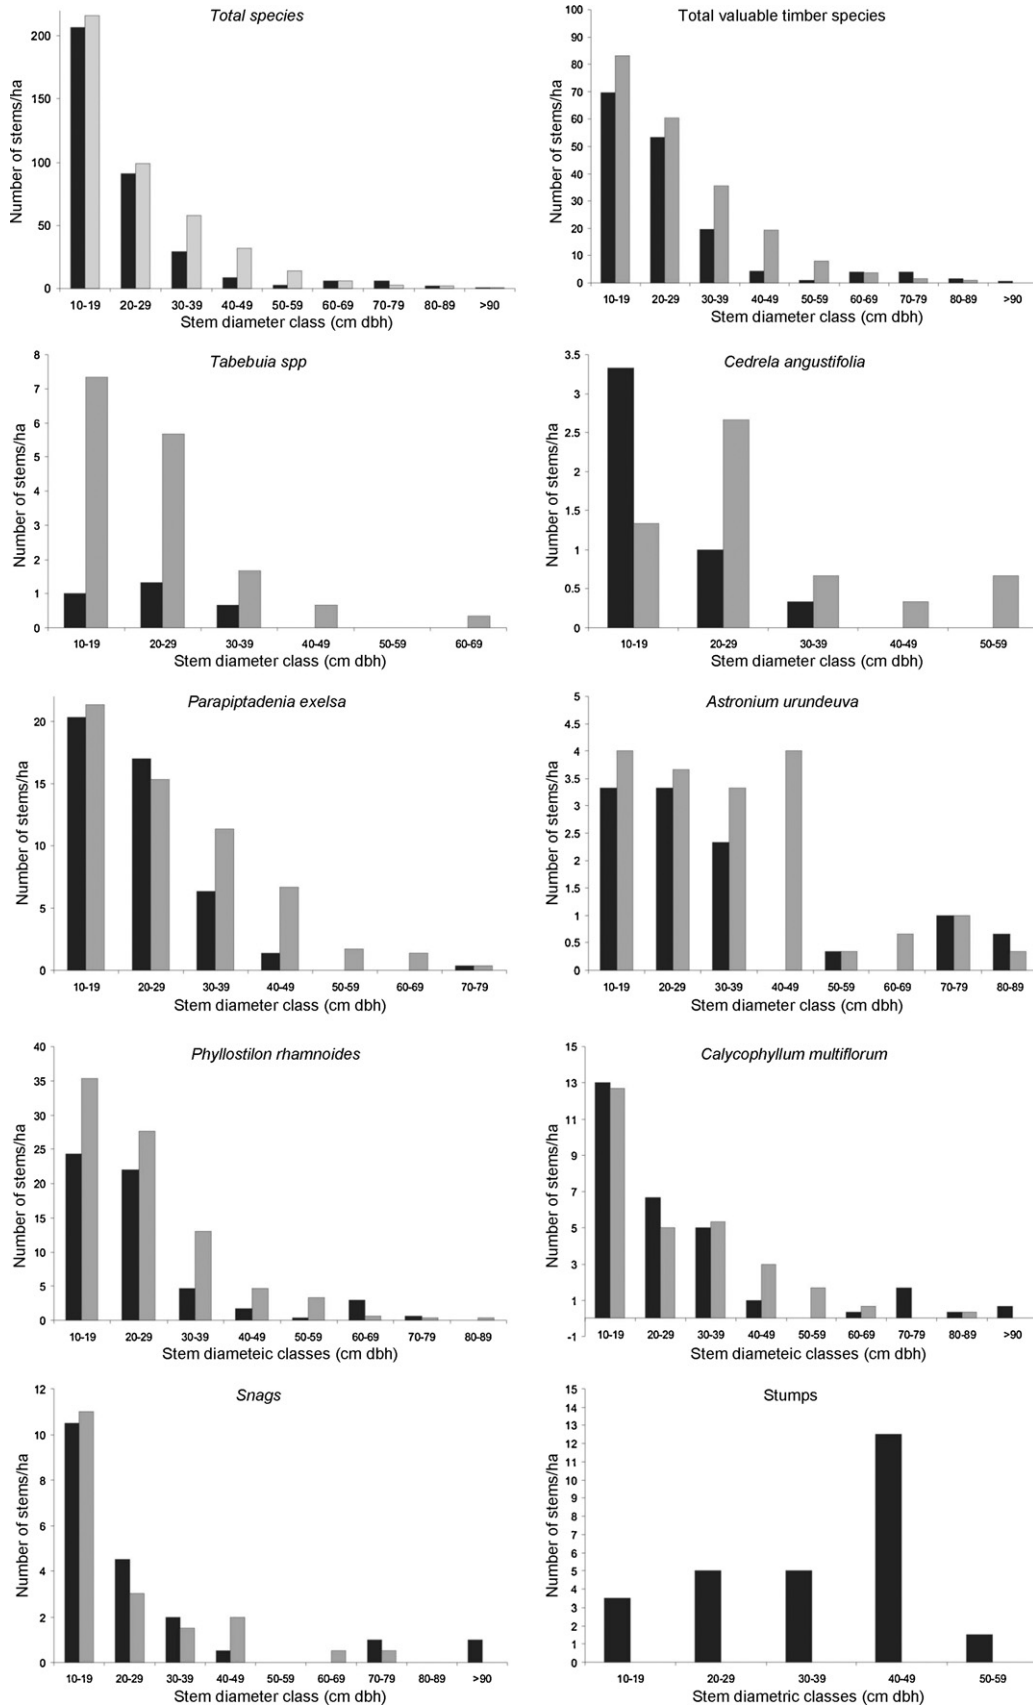 Total species
Number of stems/ha
200
150
100
50
0
10-19 20-29 30-39 40-49 50-59 60-69 70-79 80-89 >90
Stem diameter class (cm dbh)
Total valuable timber species
Number of stems/ha
100
90
80
70
60
50
40
30
20
10
0
10-19 20-29 30-39 40-49 50-59 60-69 70-79 80-89 >90
Stem diameter class (cm dbh)
Tabebuia spp
Number of stems/ha
8
7
6
5
4
3
2
1
0
10-19 20-29 30-39 40-49 50-59 60-69
Stem diameter class (cm dbh)
Cedrela angustifolia
Number of stems/ha
3.5
3
2.5
2
1.5
1
0.5
0
10-19 20-29 30-39 40-49 50-59
Stem diameter class (cm dbh)
Parapiptadenia exelsa
Number of stems/ha
20
15
10
5
0
10-19 20-29 30-39 40-49 50-59 60-69 70-79
Stem diameter class (cm dbh)
Astronium urundeuva
Number of stems/ha
5
4.5
4
3.5
3
2.5
2
1.5
1
0.5
0
10-19 20-29 30-39 40-49 50-59 60-69 70-79 80-89
Stem diameter class (cm dbh)
Phyllostilon rhamnoides
Number of stems/ha
40
35
30
25
20
15
10
5
0
10-19 20-29 30-39 40-49 50-59 60-69 70-79 80-89
Stem diameteic classes (cm dbh)
Calycophyllum multiflorum
Number of stems/ha
15
13
11
9
7
5
3
1
-1
10-19 20-29 30-39 40-49 50-59 60-69 70-79 80-89 >90
Stem diameteic classes (cm dbh)
Snags
Number of stems/ha
12
10
8
6
4
2
0
10-19 20-29 30-39 40-49 50-59 60-69 70-79 80-89 >90
Stem diameter class (cm dbh)
Stumps
Number of stems/ha
15
14
13
12
11
10
9
8
7
6
5
4
3
2
1
0
10-19 20-29 30-39 40-49 50-59
Stem diametric classes (cm dbh)